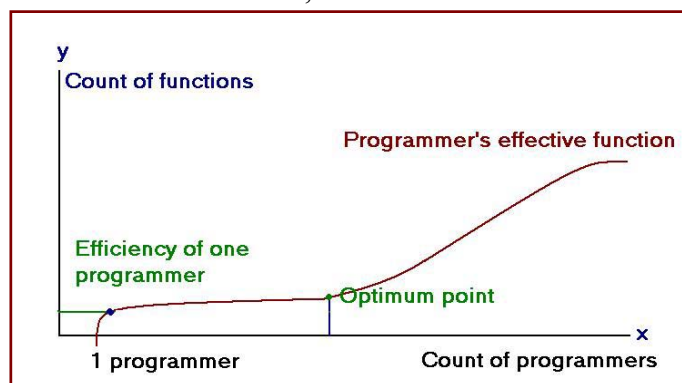 y
Count of functions
Programmer's effective function
Efficiency of one
programmer
Optimum point
x
1 programmer
Count of programmers